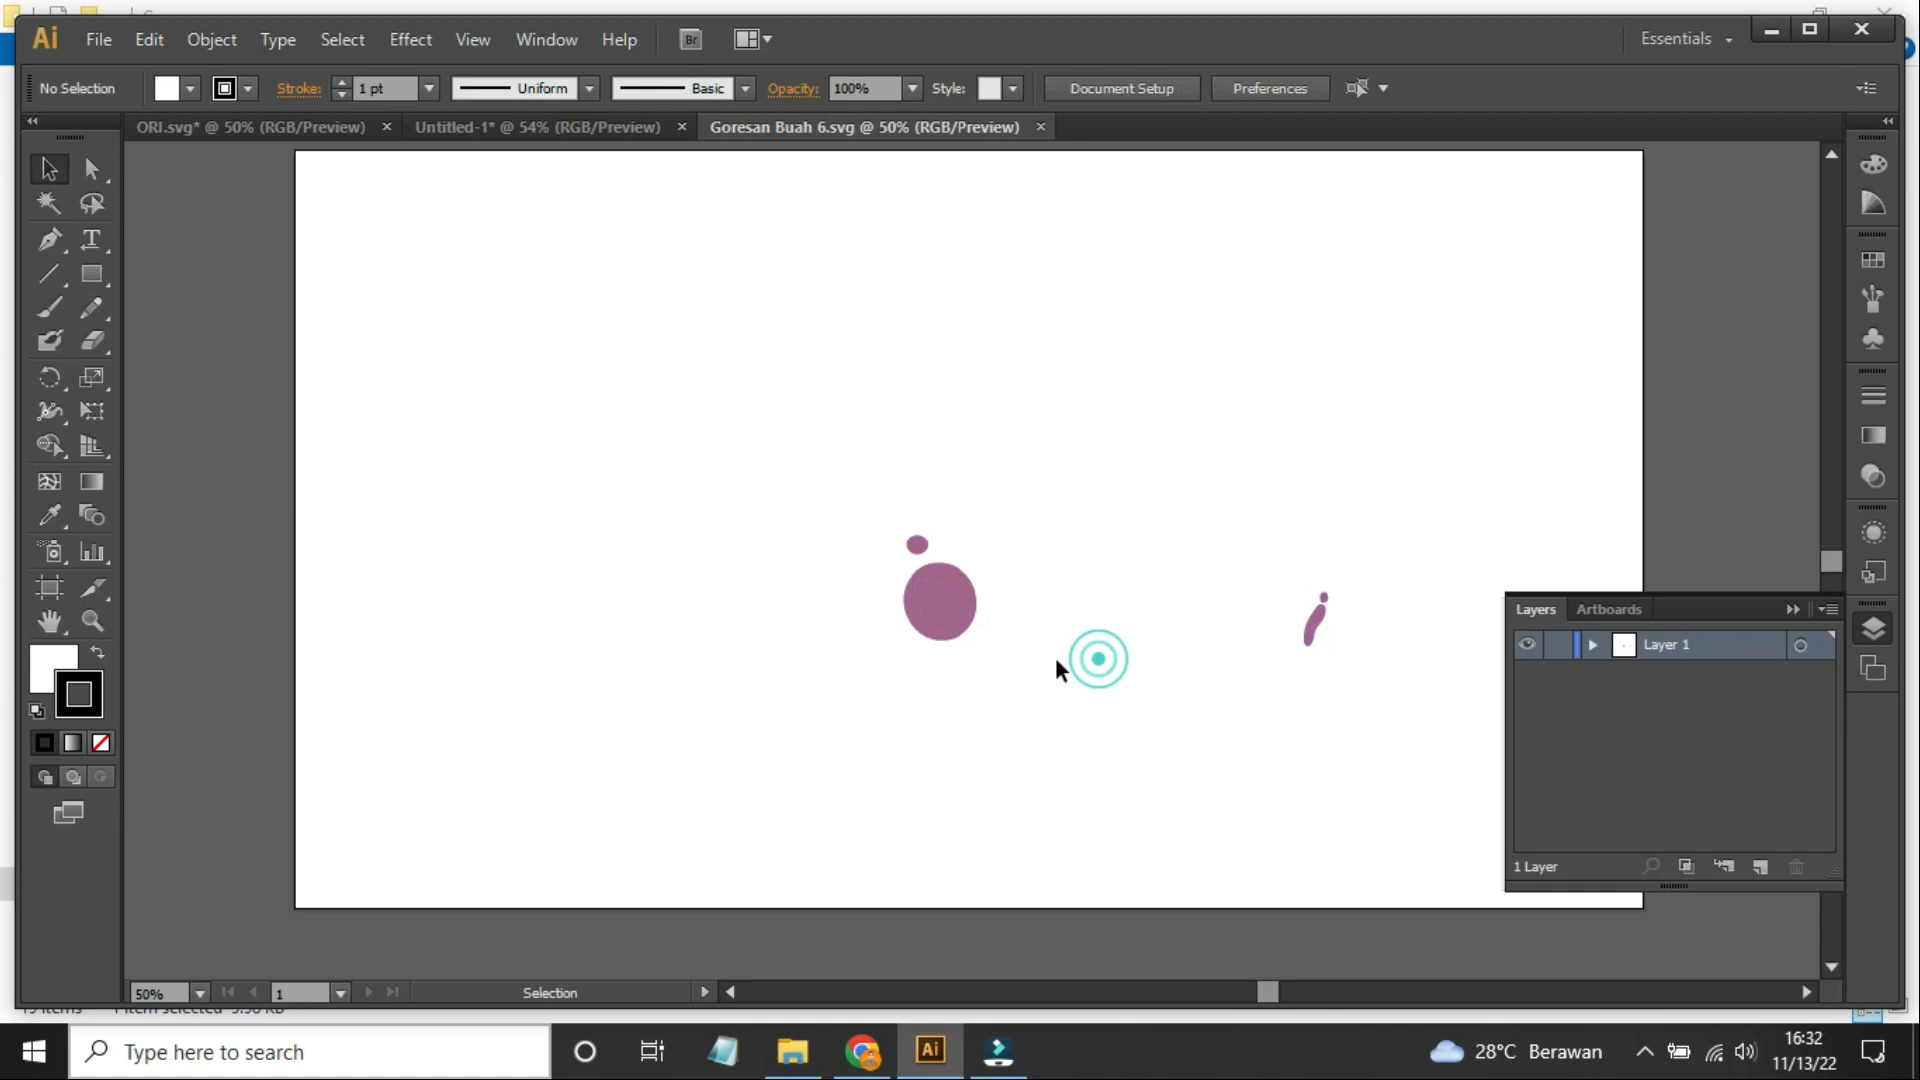 Ai File Edit Object Type Select Effect View Window Help Br Essentials
No Selection Stroke: 1 pt Uniform Basic Opacity: 100% Style: Document Setup Preferences
ORI.svg* @ 50% (RGB/Preview) Untitled-1* @ 54% (RGB/Preview) Goresan Buah 6.svg @ 50% (RGB/Preview)
Layers Artboards
Layer 1
1 Layer
50% 1 Selection
Type here to search Ai 28°C Berawan 16:32
11/13/22